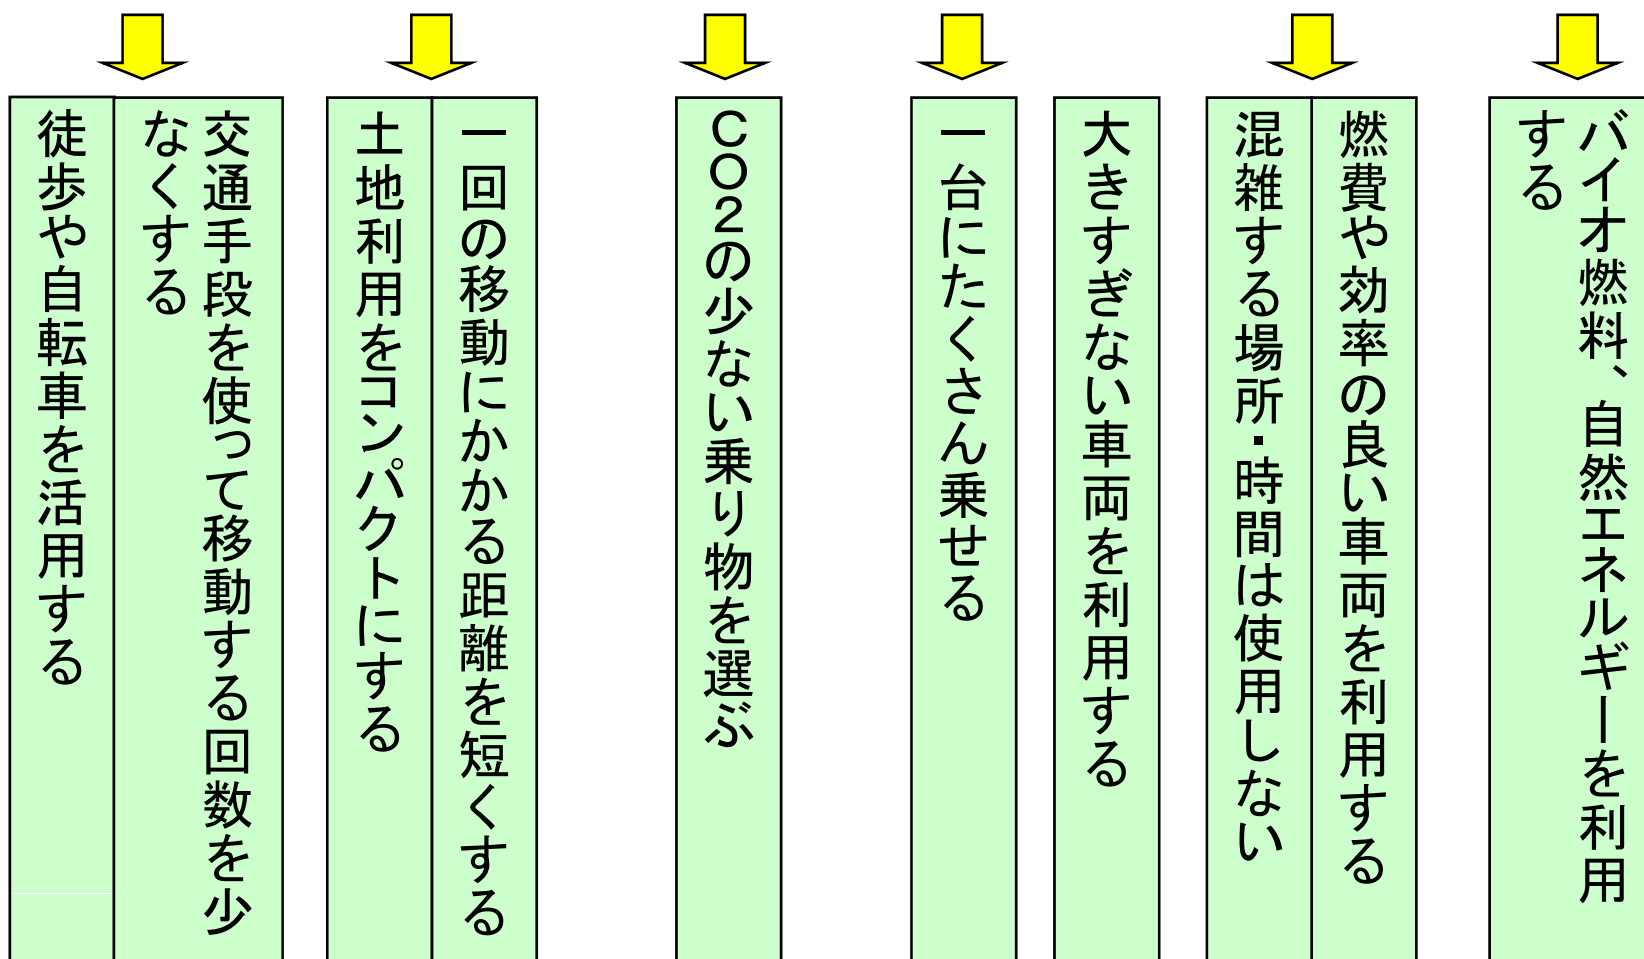 バイオ燃料、自然エネルギーを利用
する
燃費や効率の良い車両を利用する
混雑する場所・時間は使用しない
大きすぎない車両を利用する
一台にたくさん乗せる
ＣＯ２の少ない乗り物を選ぶ
一回の移動にかかる距離を短くする
土地利用をコンパクトにする
交通手段を使って移動する回数を少
なくする
徒歩や自転車を活用する